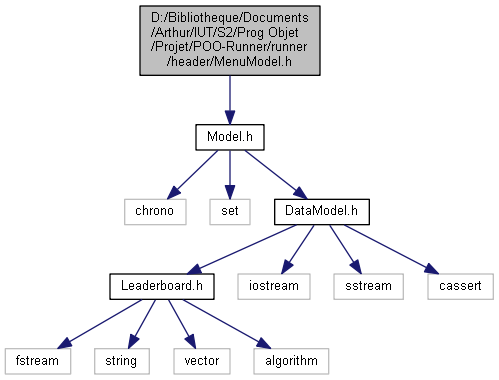 D:/Bibliotheque/Documents
/Arthur/IUT/S2/Prog Objet
/Projet/POO-Runner/runner
/header/MenuModel.h
Model.h
chrono
set
DataModel.h
Leaderboard.h
iostream
sstream
cassert
fstream
string
vector
algorithm